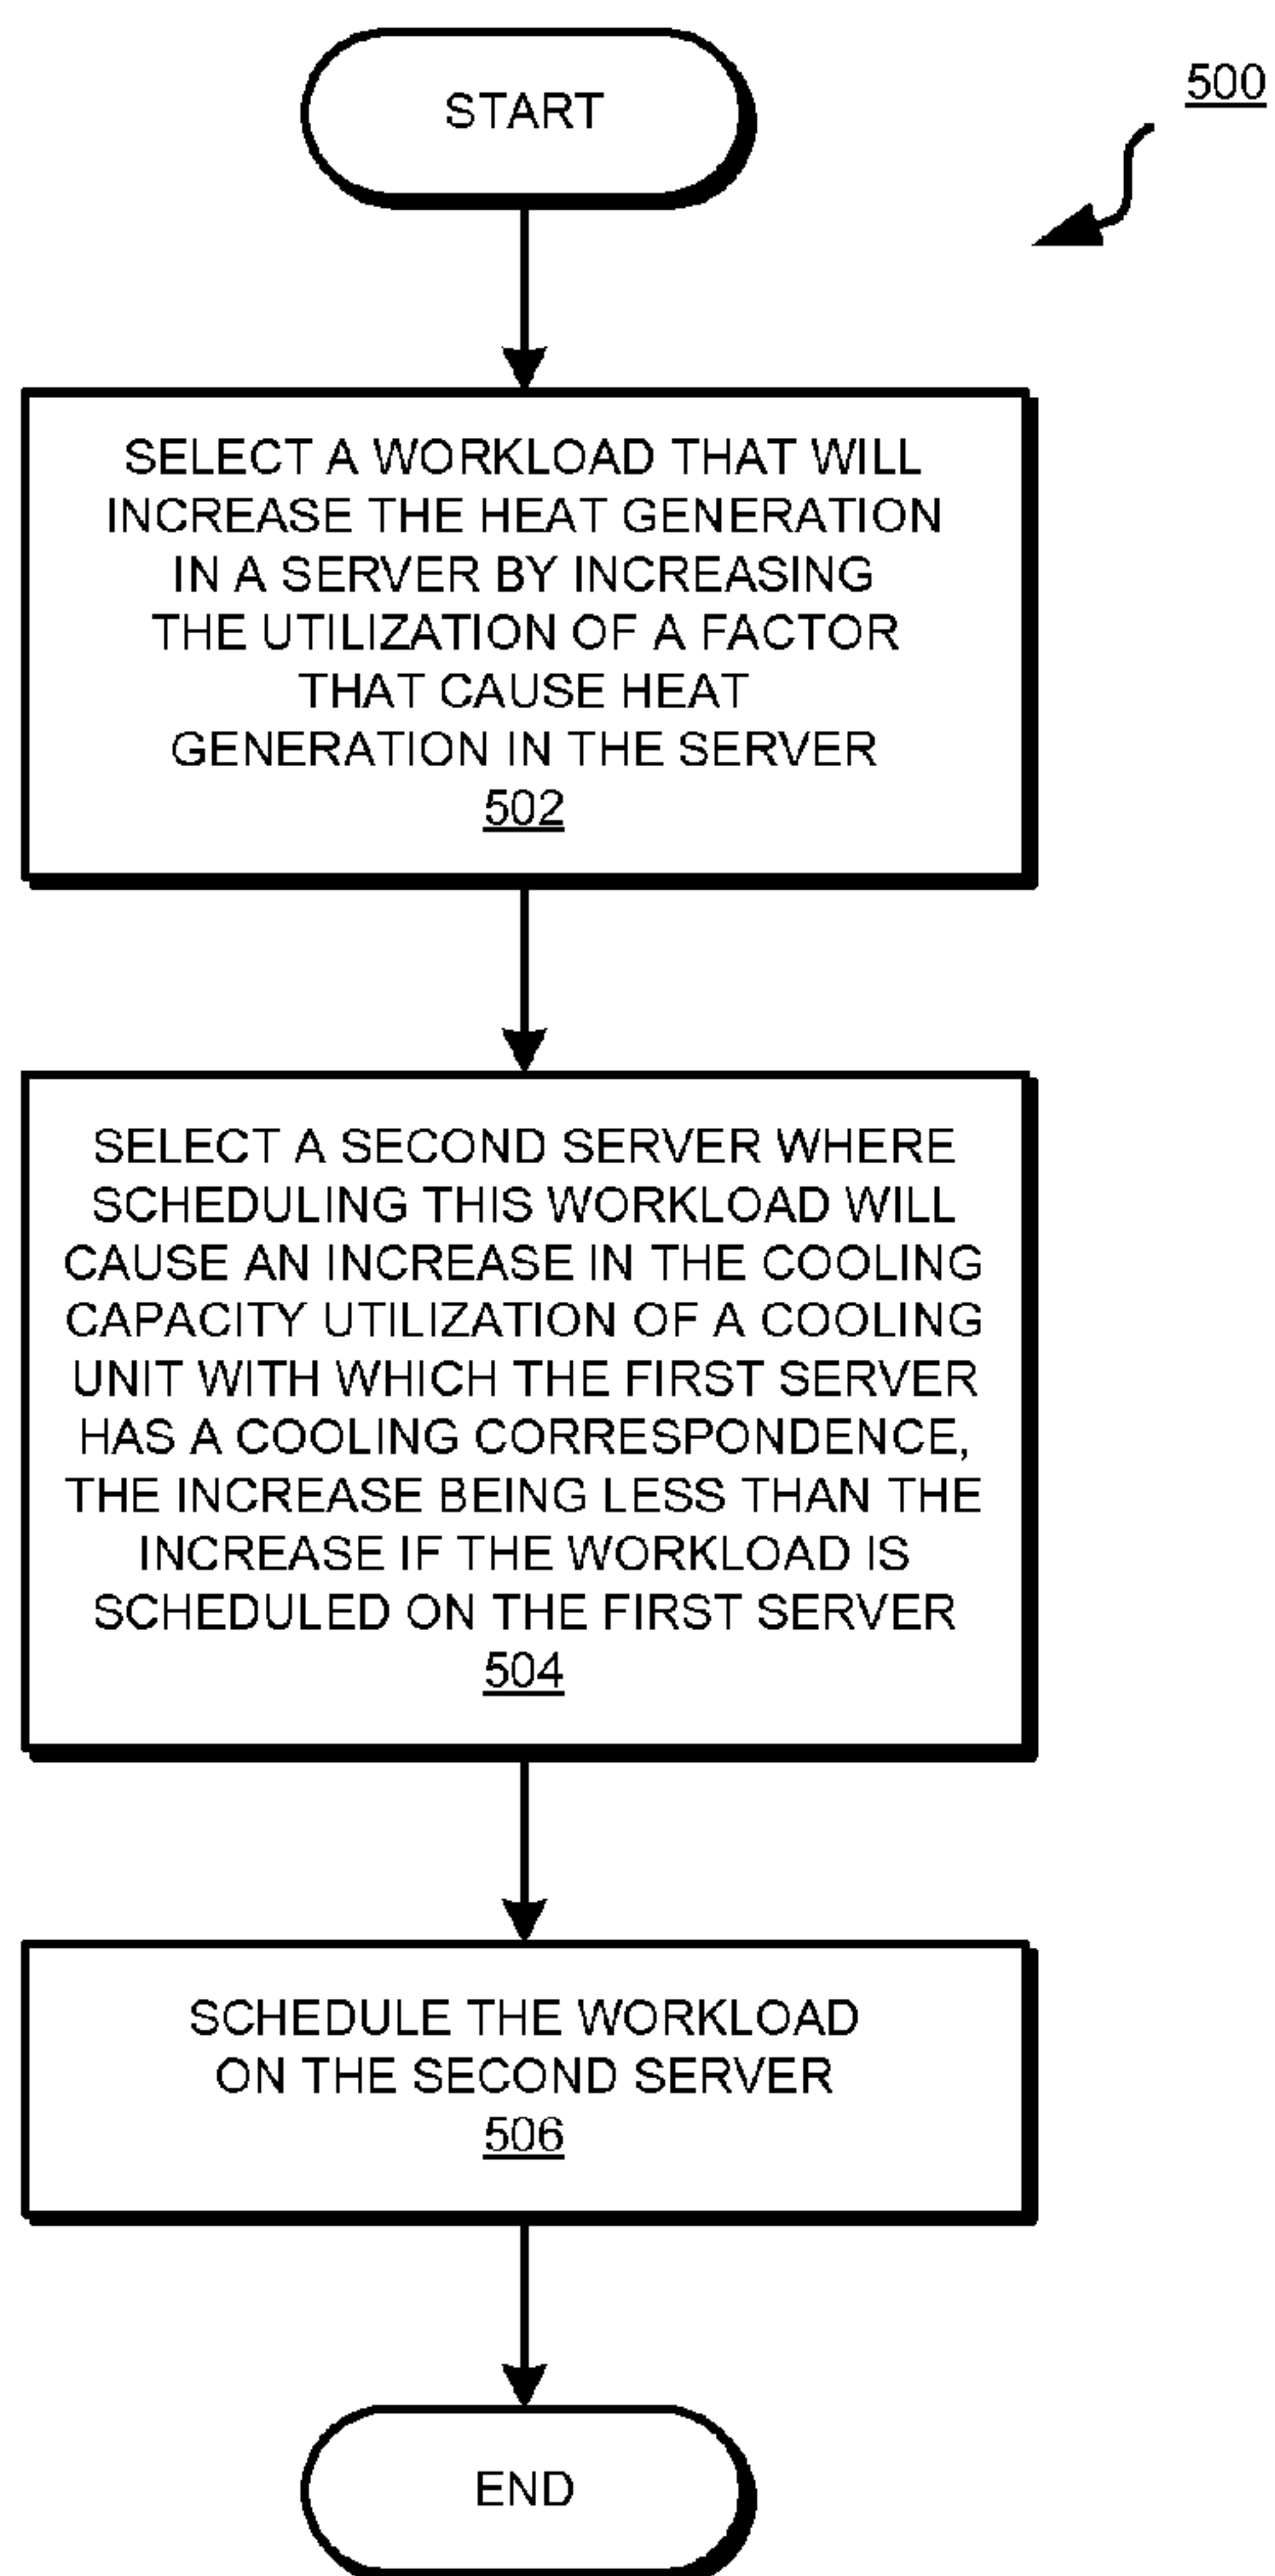 START
500
SELECT A WORKLOAD THAT WILL
INCREASE THE HEAT GENERATION
IN A SERVER BY INCREASING
THE UTILIZATION OF A FACTOR
THAT CAUSE HEAT
GENERATION IN THE SERVER
502
SELECT A SECOND SERVER WHERE
SCHEDULING THIS WORKLOAD WILL
CAUSE AN INCREASE IN THE COOLING
CAPACITY UTILIZATION OF A COOLING
UNIT WITH WHICH THE FIRST SERVER
HAS A COOLING CORRESPONDENCE,
THE INCREASE BEING LESS THAN THE
INCREASE IF THE WORKLOAD IS
SCHEDULED ON THE FIRST SERVER
504
SCHEDULE THE WORKLOAD
ON THE SECOND SERVER
506
END